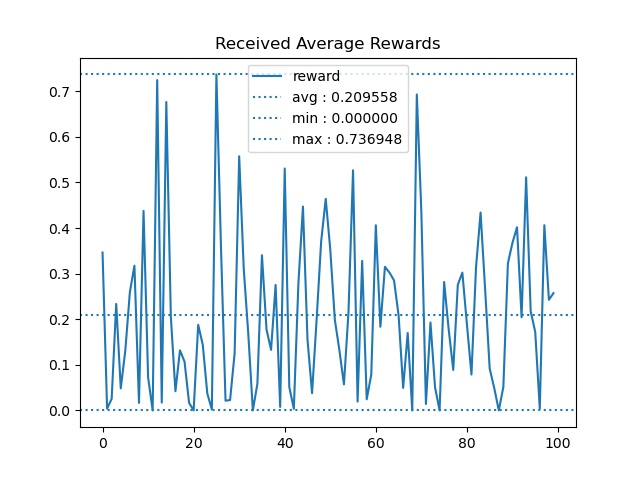 Received Average Rewards
reward
avg : 0.209558
min : 0.000000
max : 0.736948
0.7
0.6
0.5
0.4
0.3
0.2
0.1
0.0
0 20 40 60 80 100